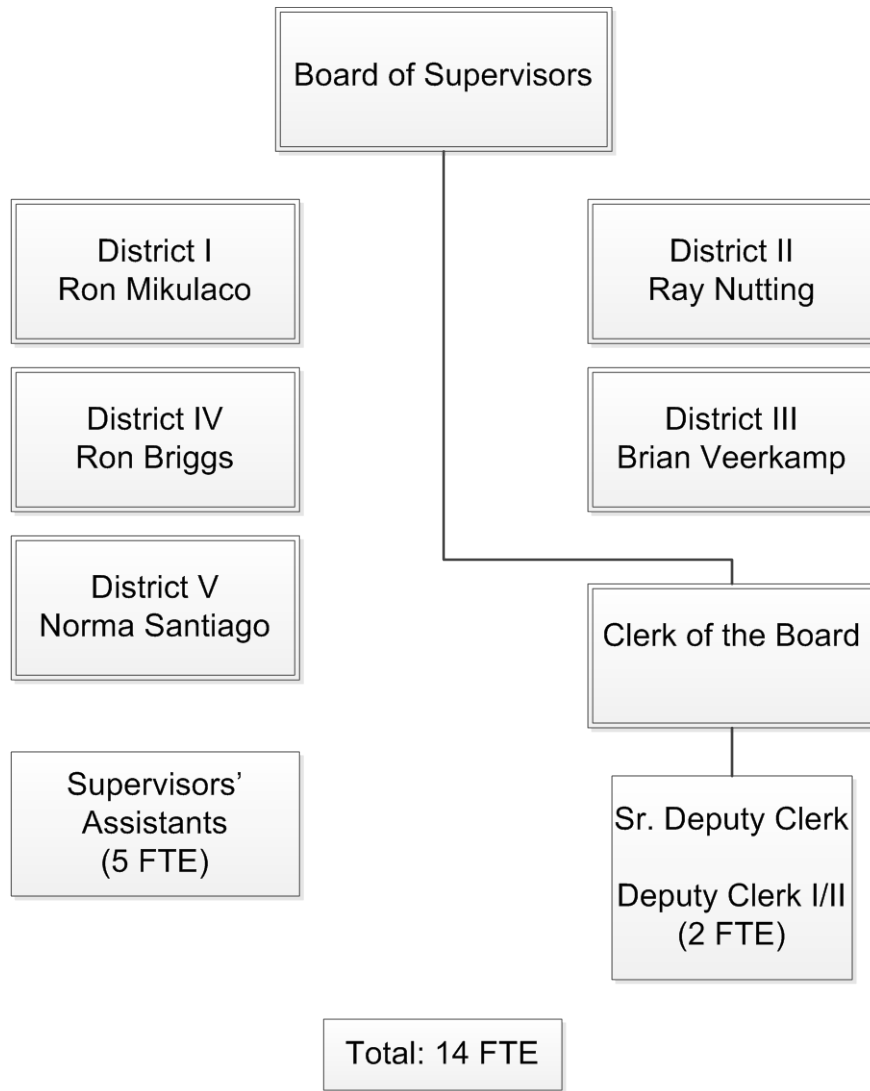 Board of Supervisors
District I
Ron Mikulaco
District II
Ray Nutting
District IV
Ron Briggs
District III
Brian Veerkamp
District V
Norma Santiago
Clerk of the Board
Supervisors’
Assistants
(5 FTE)
Sr. Deputy Clerk
Deputy Clerk I/II
(2 FTE)
Total: 14 FTE